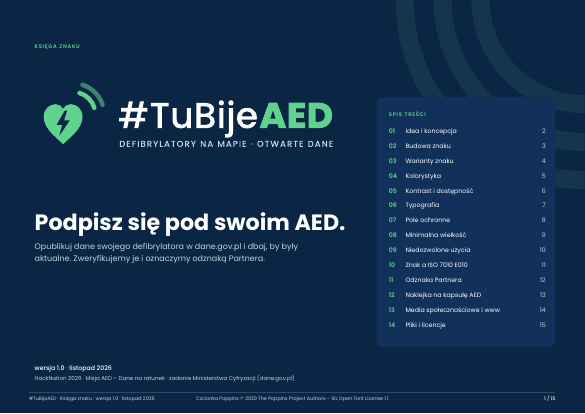 KSIĘGA ZNAKU
#TuBijeAED
DEFIBRYLATORY NA MAPIE · OTWARTE DANE
Podpisz się pod swoim AED.
Opublikuj dane swojego defibrylatora w dane.gov.pl i dbaj, by były
aktualne. Zweryfikujemy je i oznaczymy odznaką Partnera.
SPIS TREŚCI
01 Idea i koncepcja 2
02 Budowa znaku 3
03 Warianty znaku 4
04 Kolorystyka 5
05 Kontrast i dostępność 6
06 Typografia 7
07 Pole ochronne 8
08 Minimalna wielkość 9
09 Niedozwolone użycia 10
10 Znak a ISO 7010 E010 11
11 Odznaka Partnera 12
12 Naklejka na kapsułę AED 13
13 Media społecznościowe i www 14
14 Pliki i licencje 15
wersja 1.0 · listopad 2026
HackNation 2026 · Misja AED – Dane na ratunek · zadanie Ministerstwa Cyfryzacji (dane.gov.pl)
#TuBijeAED · Księga znaku · wersja 1.0 · listopad 2026
Czcionka Poppins © 2020 The Poppins Project Authors — SIL Open Font License 1.1
1 / 15